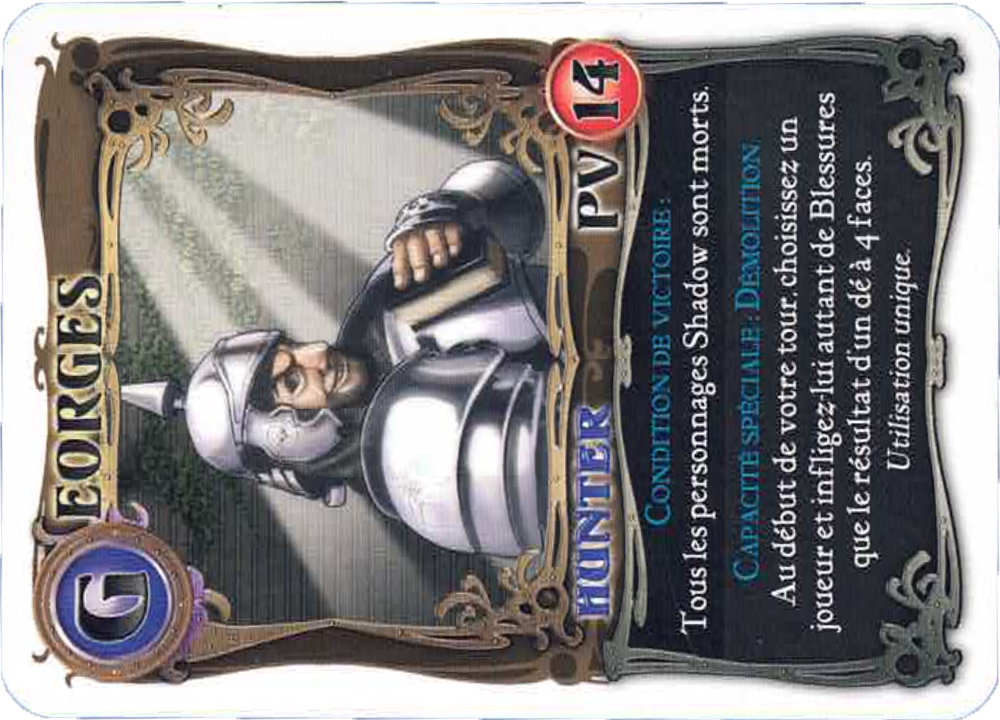 GEORGES
HUNTER PV 14
CONDITION DE VICTOIRE :
Tous les personnages Shadow sont morts.
CAPACITÉ SPÉCIALE : DÉMOLITION.
Au début de votre tour, choisissez un
joueur et infligez-lui autant de Blessures
que le résultat d'un dé à 4 faces.
Utilisation unique.